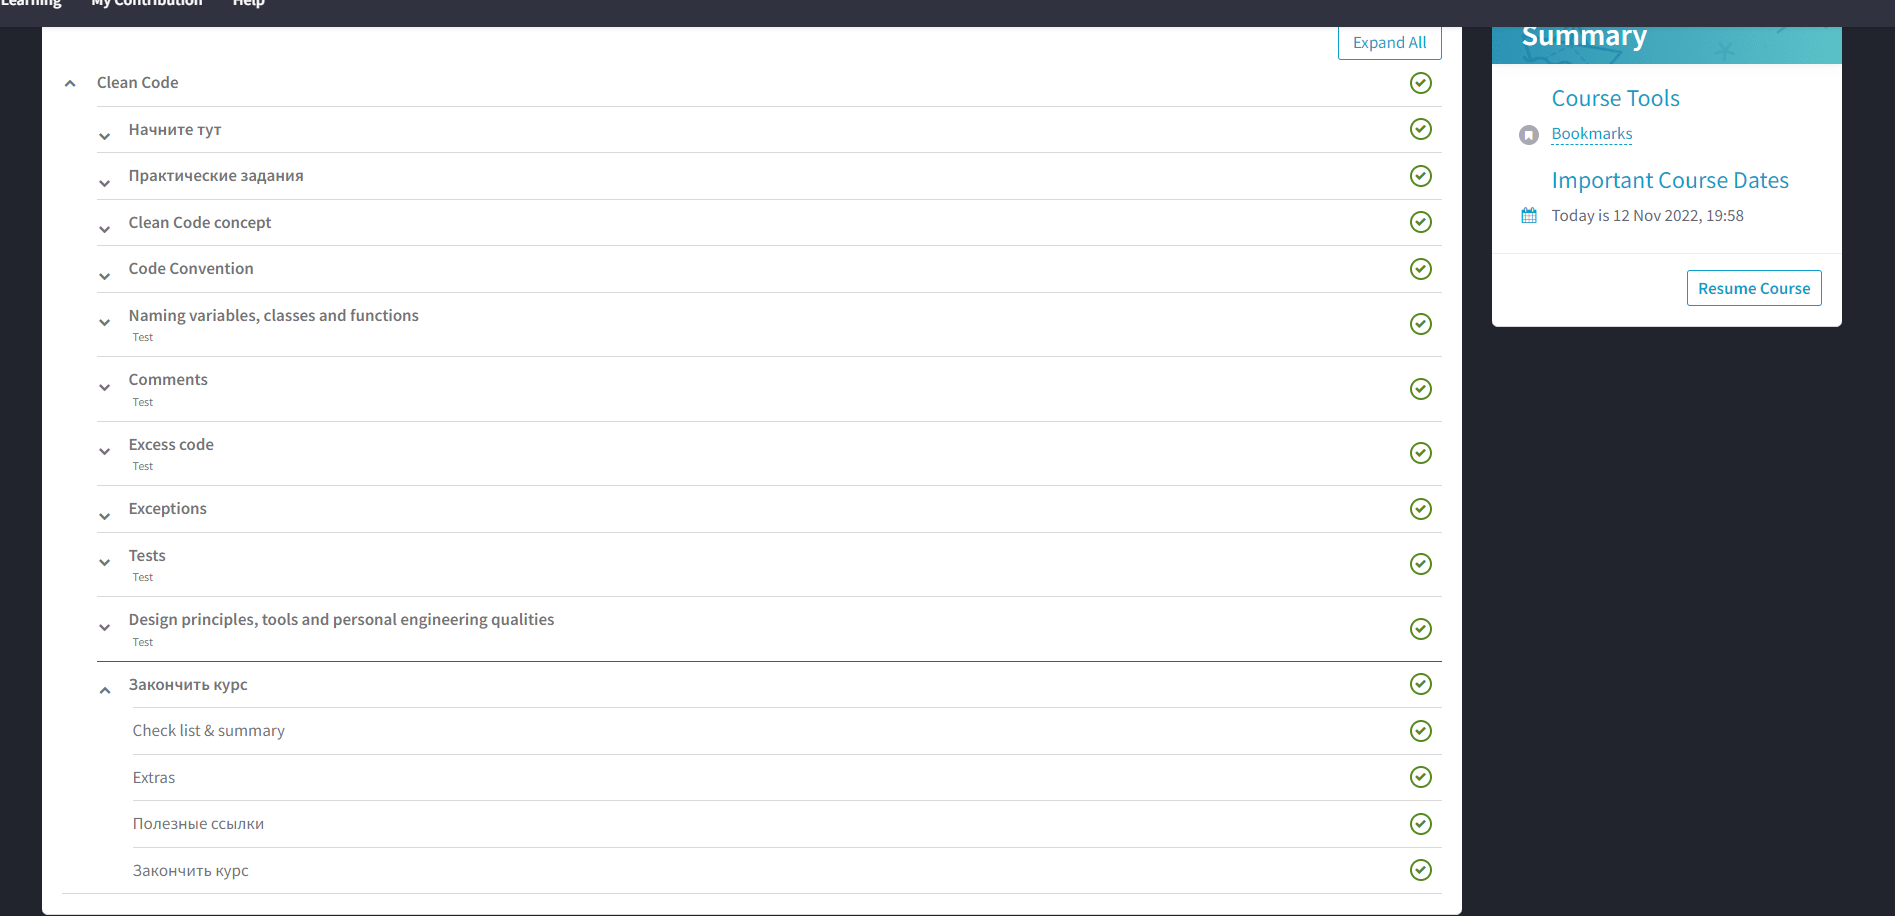 Learning My Contribution Help
Expand All
Clean Code
Начните тут
Практические задания
Clean Code concept
Code Convention
Naming variables, classes and functions
Test
Comments
Test
Excess code
Test
Exceptions
Tests
Test
Design principles, tools and personal engineering qualities
Test
Закончить курс
Check list & summary
Extras
Полезные ссылки
Закончить курс
Summary
Course Tools
Bookmarks
Important Course Dates
Today is 12 Nov 2022, 19:58
Resume Course